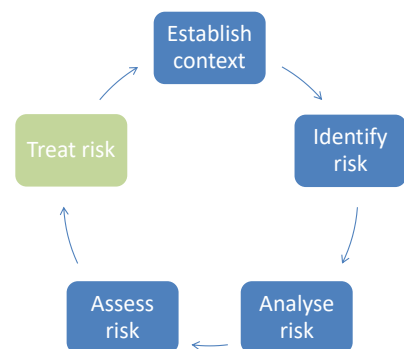 Establish
context
Identify
risk
Analyse
risk
Assess
risk
Treat risk